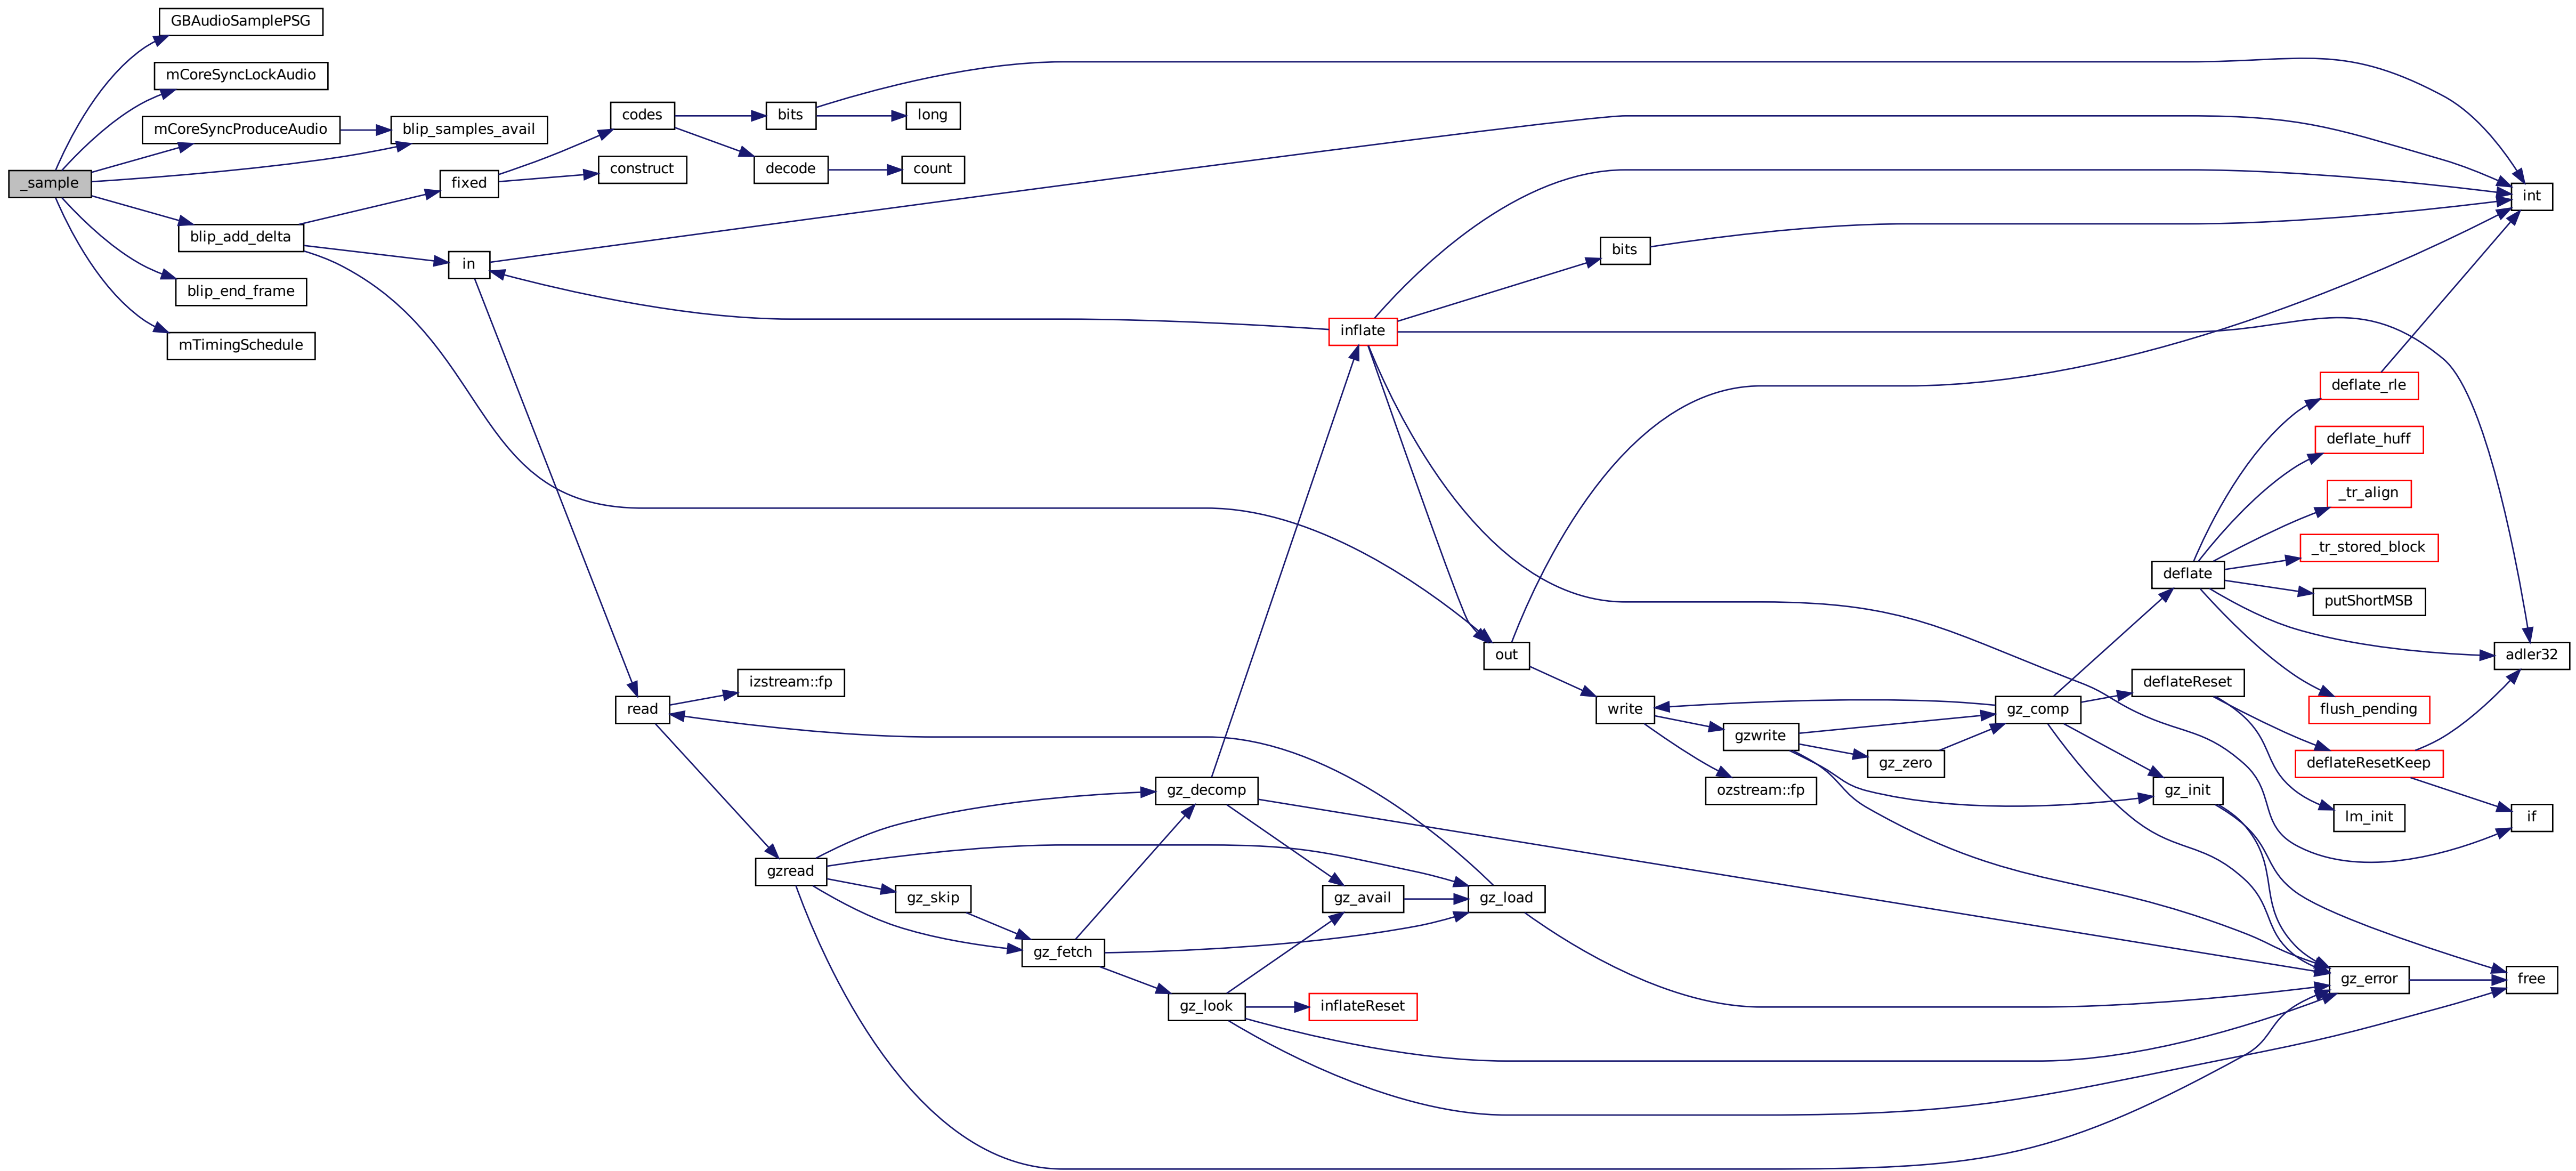 GBAudioSamplePSG
mCoreSyncLockAudio
mCoreSyncProduceAudio
blip_samples_avail
_sample
blip_add_delta
blip_end_frame
mTimingSchedule
fixed
in
codes
construct
bits
long
decode
count
int
bits
inflate
deflate_rle
deflate_huff
_tr_align
_tr_stored_block
deflate
putShortMSB
adler32
out
deflateReset
flush_pending
izstream::fp
read
write
gz_comp
gzwrite
gz_zero
ozstream::fp
deflateResetKeep
gz_init
lm_init
if
gz_decomp
gzread
gz_skip
gz_avail
gz_load
gz_fetch
gz_look
inflateReset
gz_error
free